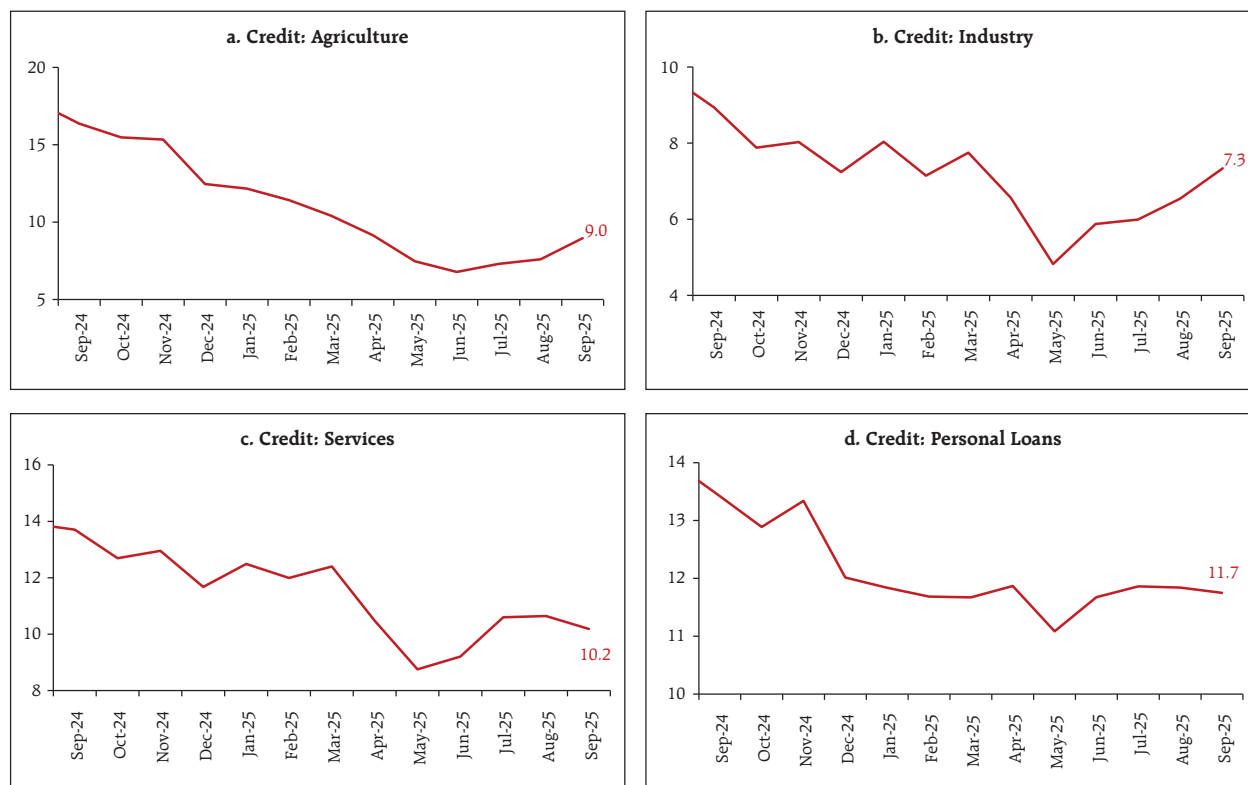 a. Credit: Agriculture
20
15
10
5
9.0
Sep-24
Oct-24
Nov-24
Dec-24
Jan-25
Feb-25
Mar-25
Apr-25
May-25
Jun-25
Jul-25
Aug-25
Sep-25
b. Credit: Industry
10
8
6
4
7.3
Sep-24
Oct-24
Nov-24
Dec-24
Jan-25
Feb-25
Mar-25
Apr-25
May-25
Jun-25
Jul-25
Aug-25
Sep-25
c. Credit: Services
16
14
12
10
8
10.2
Sep-24
Oct-24
Nov-24
Dec-24
Jan-25
Feb-25
Mar-25
Apr-25
May-25
Jun-25
Jul-25
Aug-25
Sep-25
d. Credit: Personal Loans
14
13
12
11
10
11.7
Sep-24
Oct-24
Nov-25
Dec-24
Jan-25
Feb-25
Mar-25
Apr-25
May-25
Jun-25
Jul-25
Aug-25
Sep-25